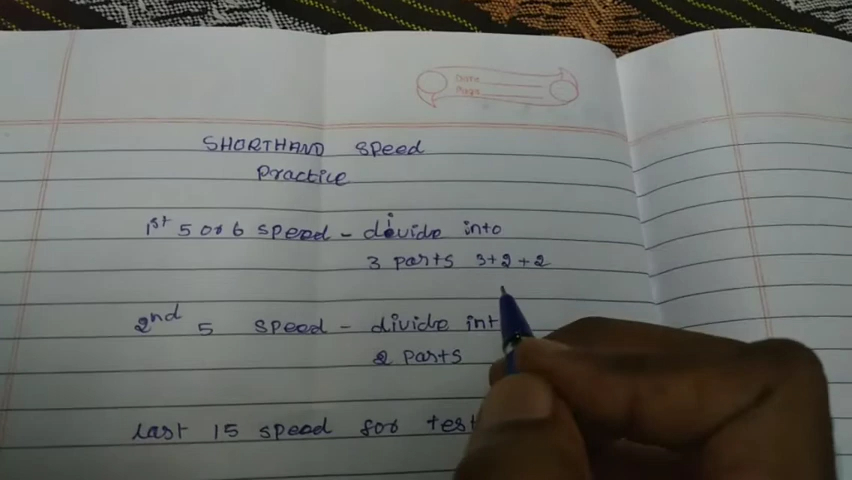 Date
Page
SHORTHAND speed
practice
1st 5 or 6 speed - divide into
3 parts 3+2+2
2nd 5 speed - divide int
2 parts
last 15 speed for test